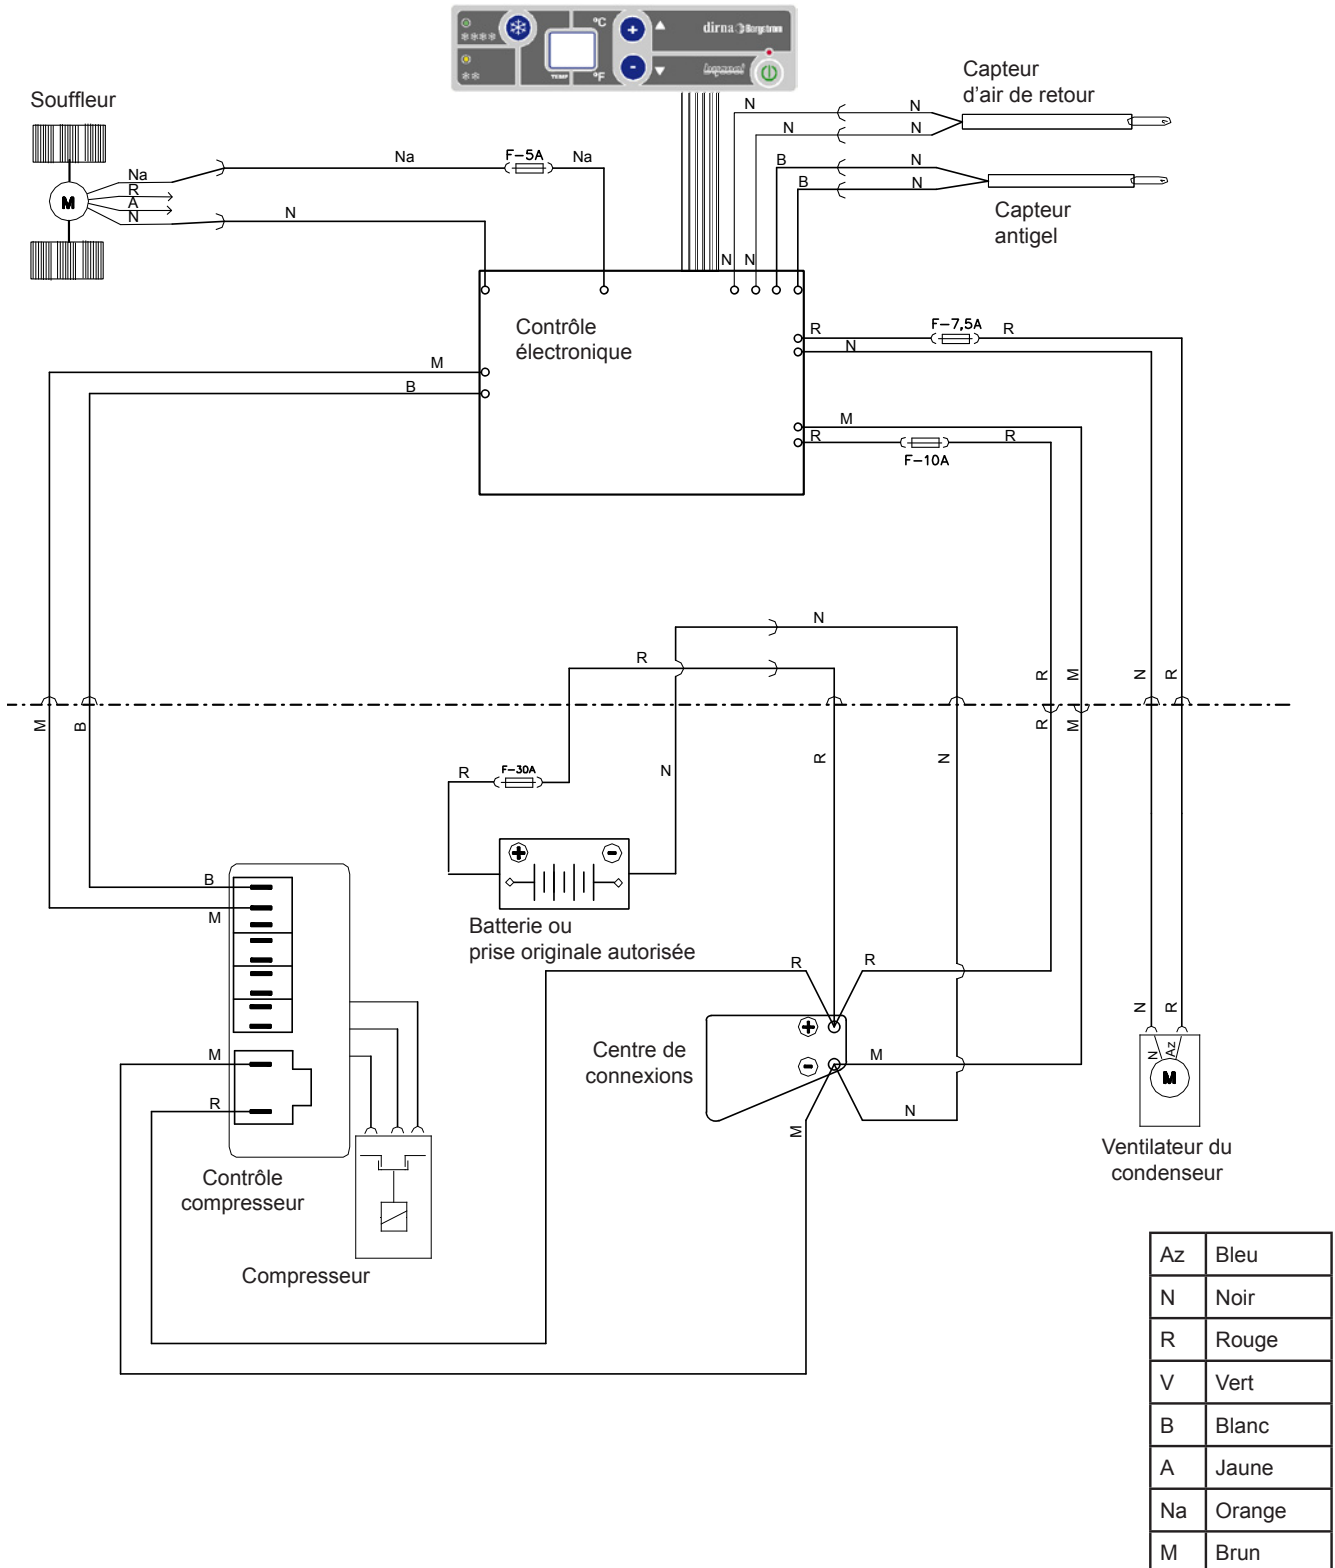 °C
dirna Bergstrom
TEMP
°F
Souffleur
Capteur
d'air de retour
N
N
N
N
Na
F-5A
Na
Na
R
A
N
N
M
B
N
B
N
Capteur
antigel
N
N
Contrôle
électronique
R
F-7,5A
R
N
M
B
M
R
R
F-10A
N
R
R
M
N
R
M
B
R
M
R
F-30A
N
R
N
+
-
Batterie ou
prise originale autorisée
B
M
R
R
N
R
Centre de
connexions
+
-
M
N
Az
M
M
R
M
N
Contrôle
compresseur
Ventilateur du
condenseur
Compresseur
Az Bleu
N Noir
R Rouge
V Vert
B Blanc
A Jaune
Na Orange
M Brun